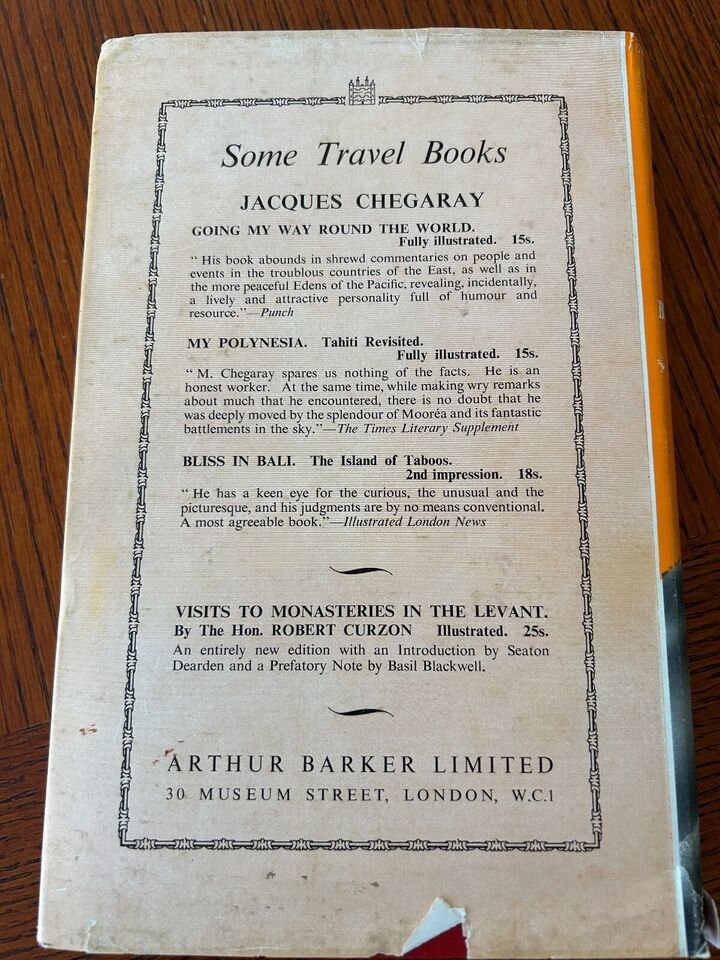 Some Travel Books
JACQUES CHEGARAY
GOING MY WAY ROUND THE WORLD.
Fully illustrated. 15s.
“ His book abounds in shrewd commentaries on people and
events in the troublous countries of the East, as well as in
the more peaceful Edens of the Pacific, revealing, incidentally,
a lively and attractive personality full of humour and
resource.”—Punch
MY POLYNESIA. Tahiti Revisited.
Fully illustrated. 15s.
“ M. Chegaray spares us nothing of the facts. He is an
honest worker. At the same time, while making wry remarks
about much that he encountered, there is no doubt that he
was deeply moved by the splendour of Mooréa and its fantastic
battlements in the sky.”—The Times Literary Supplement
BLISS IN BALI. The Island of Taboos.
2nd impression. 18s.
“ He has a keen eye for the curious, the unusual and the
picturesque, and his judgments are by no means conventional.
A most agreeable book.”—Illustrated London News
VISITS TO MONASTERIES IN THE LEVANT.
By The Hon. ROBERT CURZON Illustrated. 25s.
An entirely new edition with an Introduction by Seaton
Dearden and a Prefatory Note by Basil Blackwell.
ARTHUR BARKER LIMITED
30 MUSEUM STREET, LONDON, W.C.1